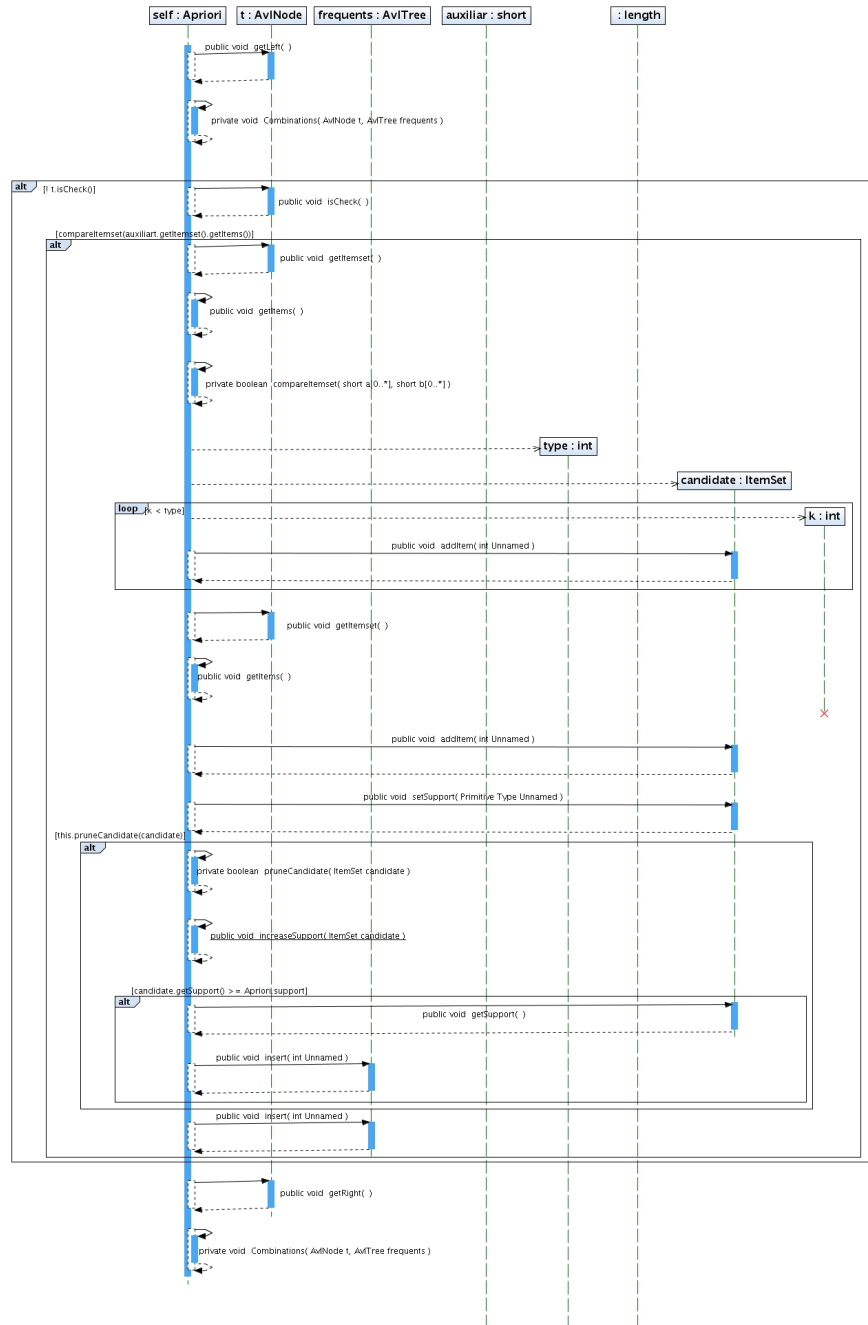 self : Apriori t : AvlNode frequents : AvlTree auxiliar : short : length
public void getLeft( )
private void Combinations( AvlNode t, AvlTree frequents )
alt [! t.isCheck()]
public void isCheck( )
[compareItemset(auxiliart.getItemset().getItems())]
alt
public void getItemset( )
public void getItems( )
private boolean compareItemset( short a[0..*], short b[0..*] )
type : int
candidate : ItemSet
loop [k < type]
k : int
public void addItem( int Unnamed )
public void getItemset( )
public void getItems( )
public void addItem( int Unnamed )
public void setSupport( Primitive Type Unnamed )
[this.pruneCandidate(candidate)]
alt
private boolean pruneCandidate( ItemSet candidate )
public void increaseSupport( ItemSet candidate )
[candidate.getSupport() >= Apriori.support]
alt
public void getSupport( )
public void insert( int Unnamed )
public void insert( int Unnamed )
public void getRight( )
private void Combinations( AvlNode t, AvlTree frequents )